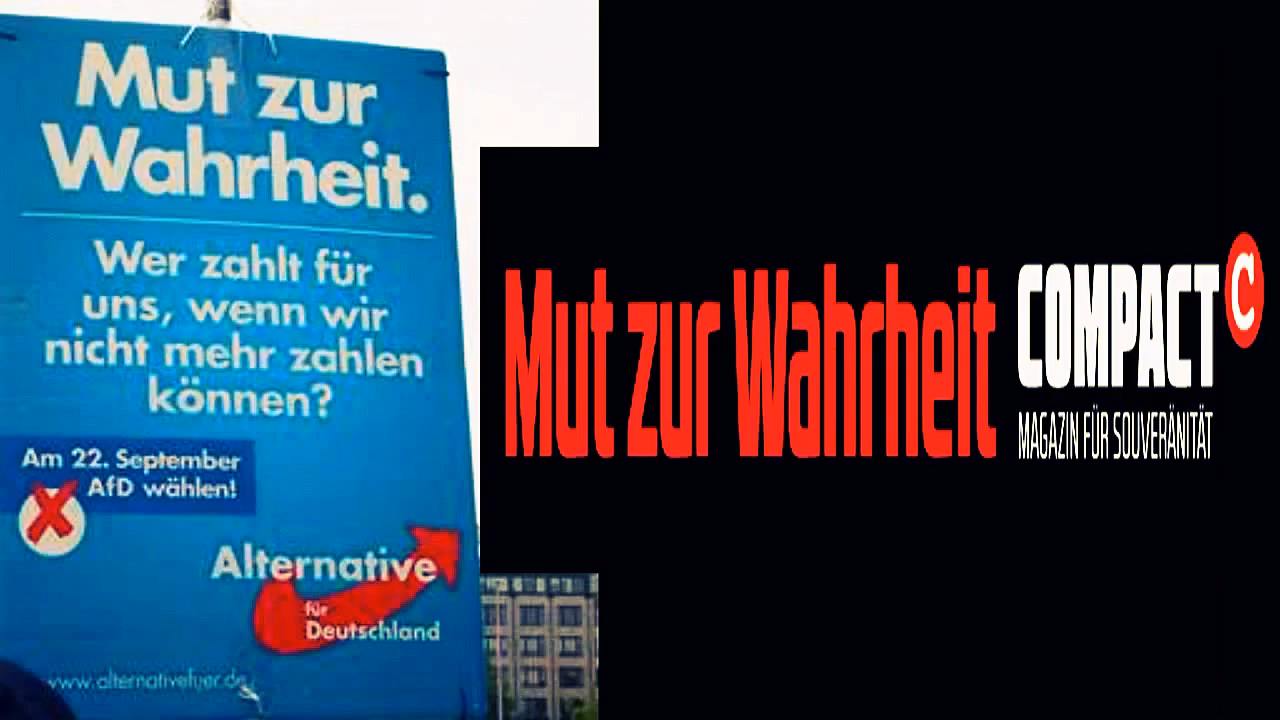 Mut zur
Wahrheit.
Wer zahlt für
uns, wenn wir
nicht mehr zahlen
können?
Am 22. September
AfD wählen!
Alternative
für
Deutschland
www.alternativefuer.de
Mut zur Wahrheit
COMPACT
C
MAGAZIN FÜR SOUVERÄNITÄT